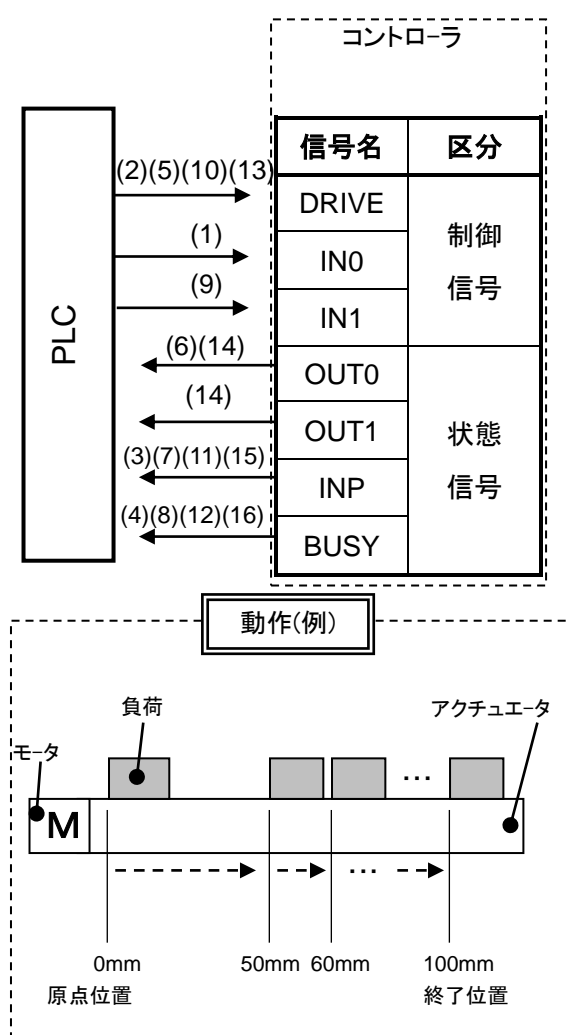 コントローラ
信号名 区分
(2)(5)(10)(13)
DRIVE
制御
信号
(1)
IN0
(9)
IN1
PLC
(6)(14)
OUT0
(14)
OUT1
状態
信号
(3)(7)(11)(15)
INP
(4)(8)(12)(16)
BUSY
動作(例)
負荷
アクチュエータ
モータ
…
M
…
0mm 50mm 60mm 100mm
原点位置 終了位置